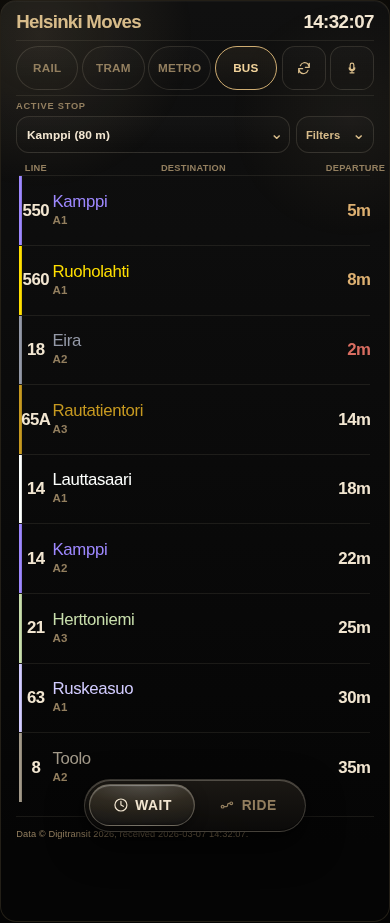 Helsinki Moves 14:32:07
RAIL TRAM METRO BUS
ACTIVE STOP
Kamppi (80 m) Filters
LINE DESTINATION DEPARTURE
550 Kamppi 5m
A1
560 Ruoholahti 8m
A1
18 Eira 2m
A2
65A Rautatientori 14m
A3
14 Lauttasaari 18m
A1
14 Kamppi 22m
A2
21 Herttoniemi 25m
A3
63 Ruskeasuo 30m
A1
8 Toolo 35m
A2
WAIT RIDE
Data © Digitransit 2026, received 2026-03-07 14:32:07.